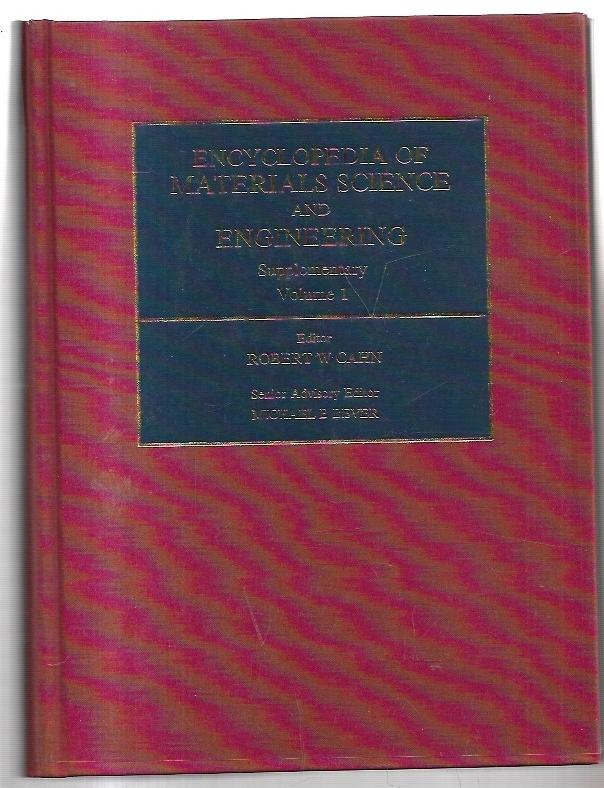 ENCYCLOPEDIA OF
MATERIALS SCIENCE
AND
ENGINEERING
Supplementary
Volume 1
Editor
ROBERT W CAHN
Senior Advisory Editor
MICHAEL B BEVER